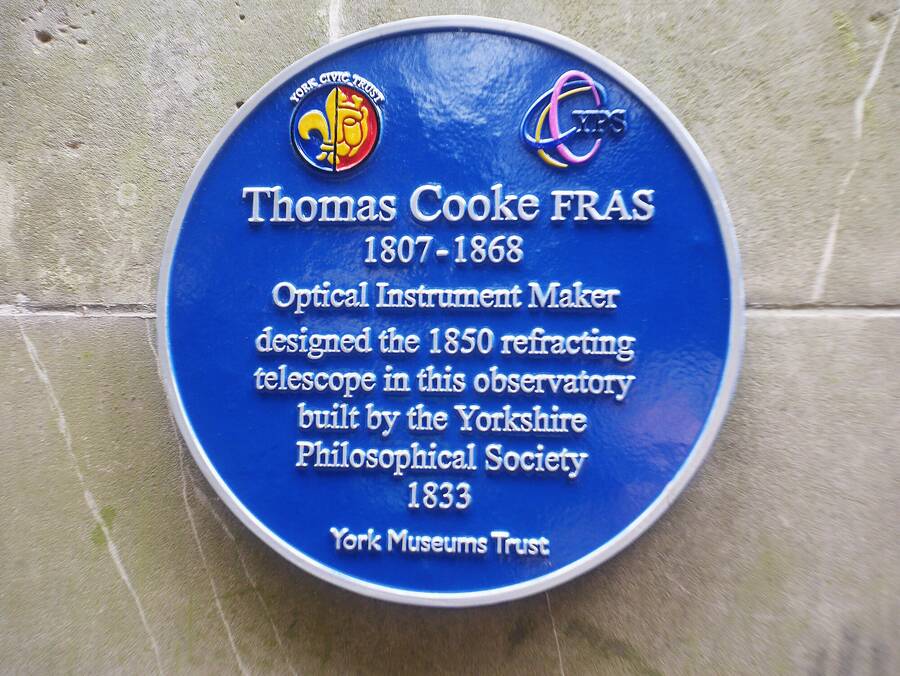 YORK CIVIC TRUST
YPS
Thomas Cooke FRAS
1807-1868
Optical Instrument Maker
designed the 1850 refracting
telescope in this observatory
built by the Yorkshire
Philosophical Society
1833
York Museums Trust